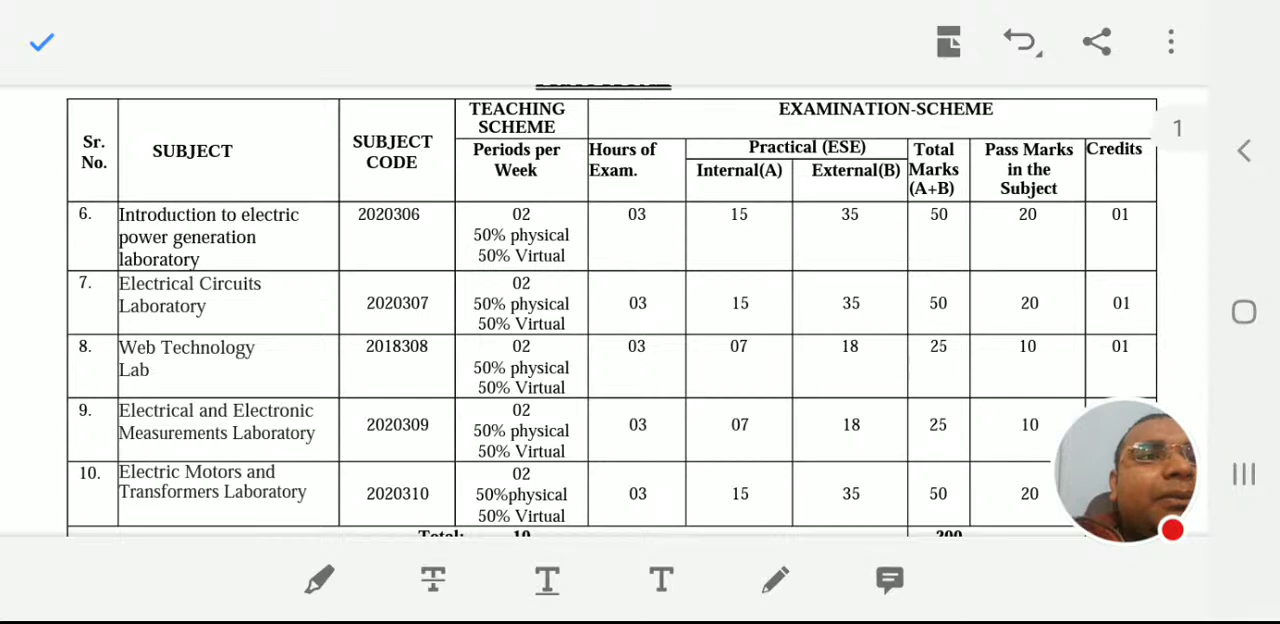 1
TEACHING SCHEME EXAMINATION-SCHEME
Sr. No. SUBJECT SUBJECT CODE Periods per Week Hours of Exam. Practical (ESE) Total Marks (A+B) Pass Marks in the Subject Credits
Internal(A) External(B)
6. Introduction to electric 2020306 02 03 15 35 50 20 01
power generation 50% physical
laboratory 50% Virtual
7. Electrical Circuits 02
Laboratory 2020307 50% physical 03 15 35 50 20 01
50% Virtual
8. Web Technology 2018308 02 03 07 18 25 10 01
Lab 50% physical
50% Virtual
9. Electrical and Electronic 02
Measurements Laboratory 2020309 50% physical 03 07 18 25 10
50% Virtual
10. Electric Motors and 02
Transformers Laboratory 2020310 50%physical 03 15 35 50 20
50% Virtual
Total: 10 200
T T T